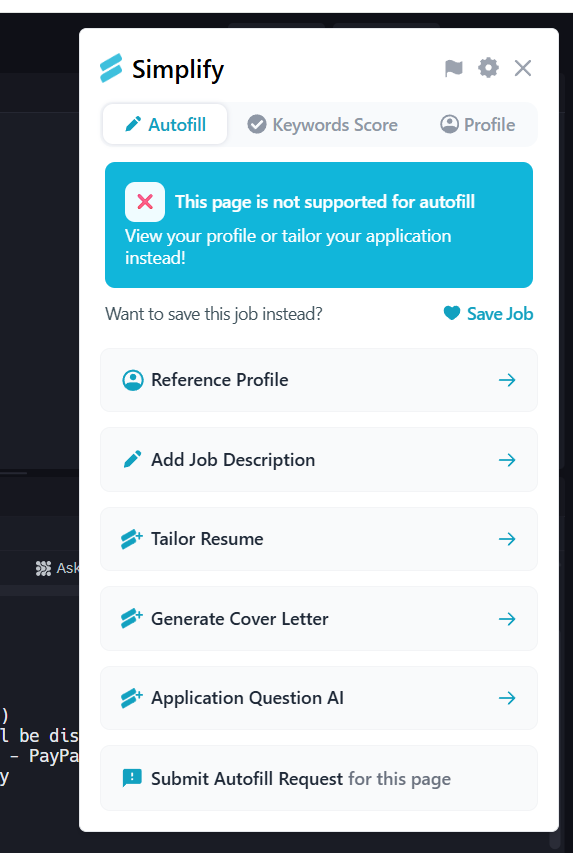 Simplify
Autofill
Keywords Score
Profile
This page is not supported for autofill
View your profile or tailor your application
instead!
Want to save this job instead?
Save Job
Reference Profile
Add Job Description
Tailor Resume
Generate Cover Letter
Application Question AI
Submit Autofill Request for this page
Ask
)
l be dis
- PayPa
y